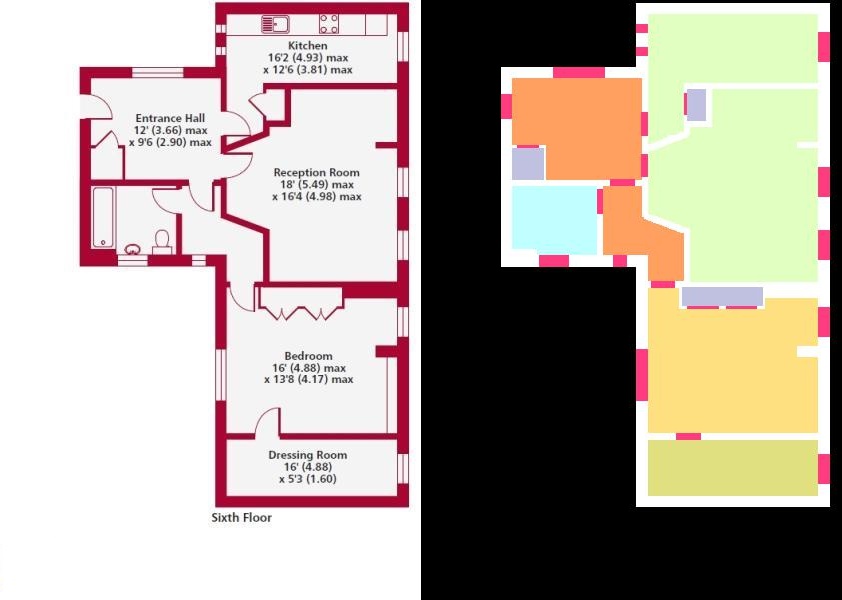 Kitchen
16'2 (4.93) max
x 12'6 (3.81) max
Entrance Hall
12' (3.66) max
x 9'6 (2.90) max
Reception Room
18' (5.49) max
x 16'4 (4.98) max
Bedroom
16' (4.88) max
x 13'8 (4.17) max
Dressing Room
16' (4.88)
x 5'3 (1.60)
Sixth Floor